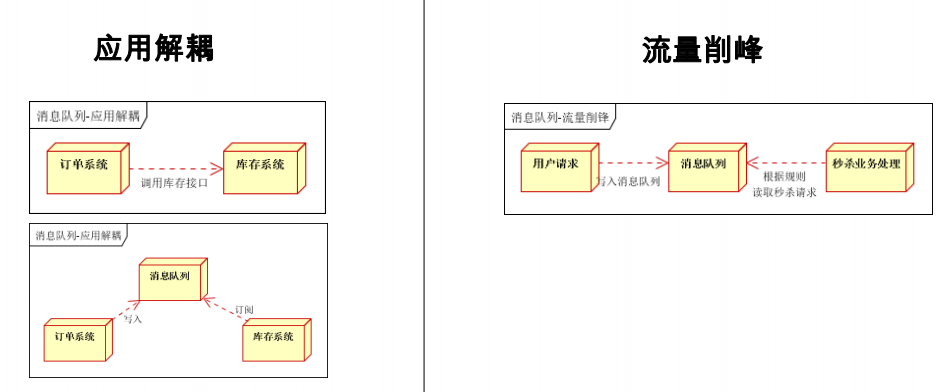 应用解耦
消息队列-应用解耦
订单系统
库存系统
调用库存接口
消息队列-应用解耦
消息队列
写入
订阅
订单系统
库存系统
流量削峰
消息队列-流量削锋
用户请求
消息队列
秒杀业务处理
写入消息队列
根据规则
读取秒杀请求